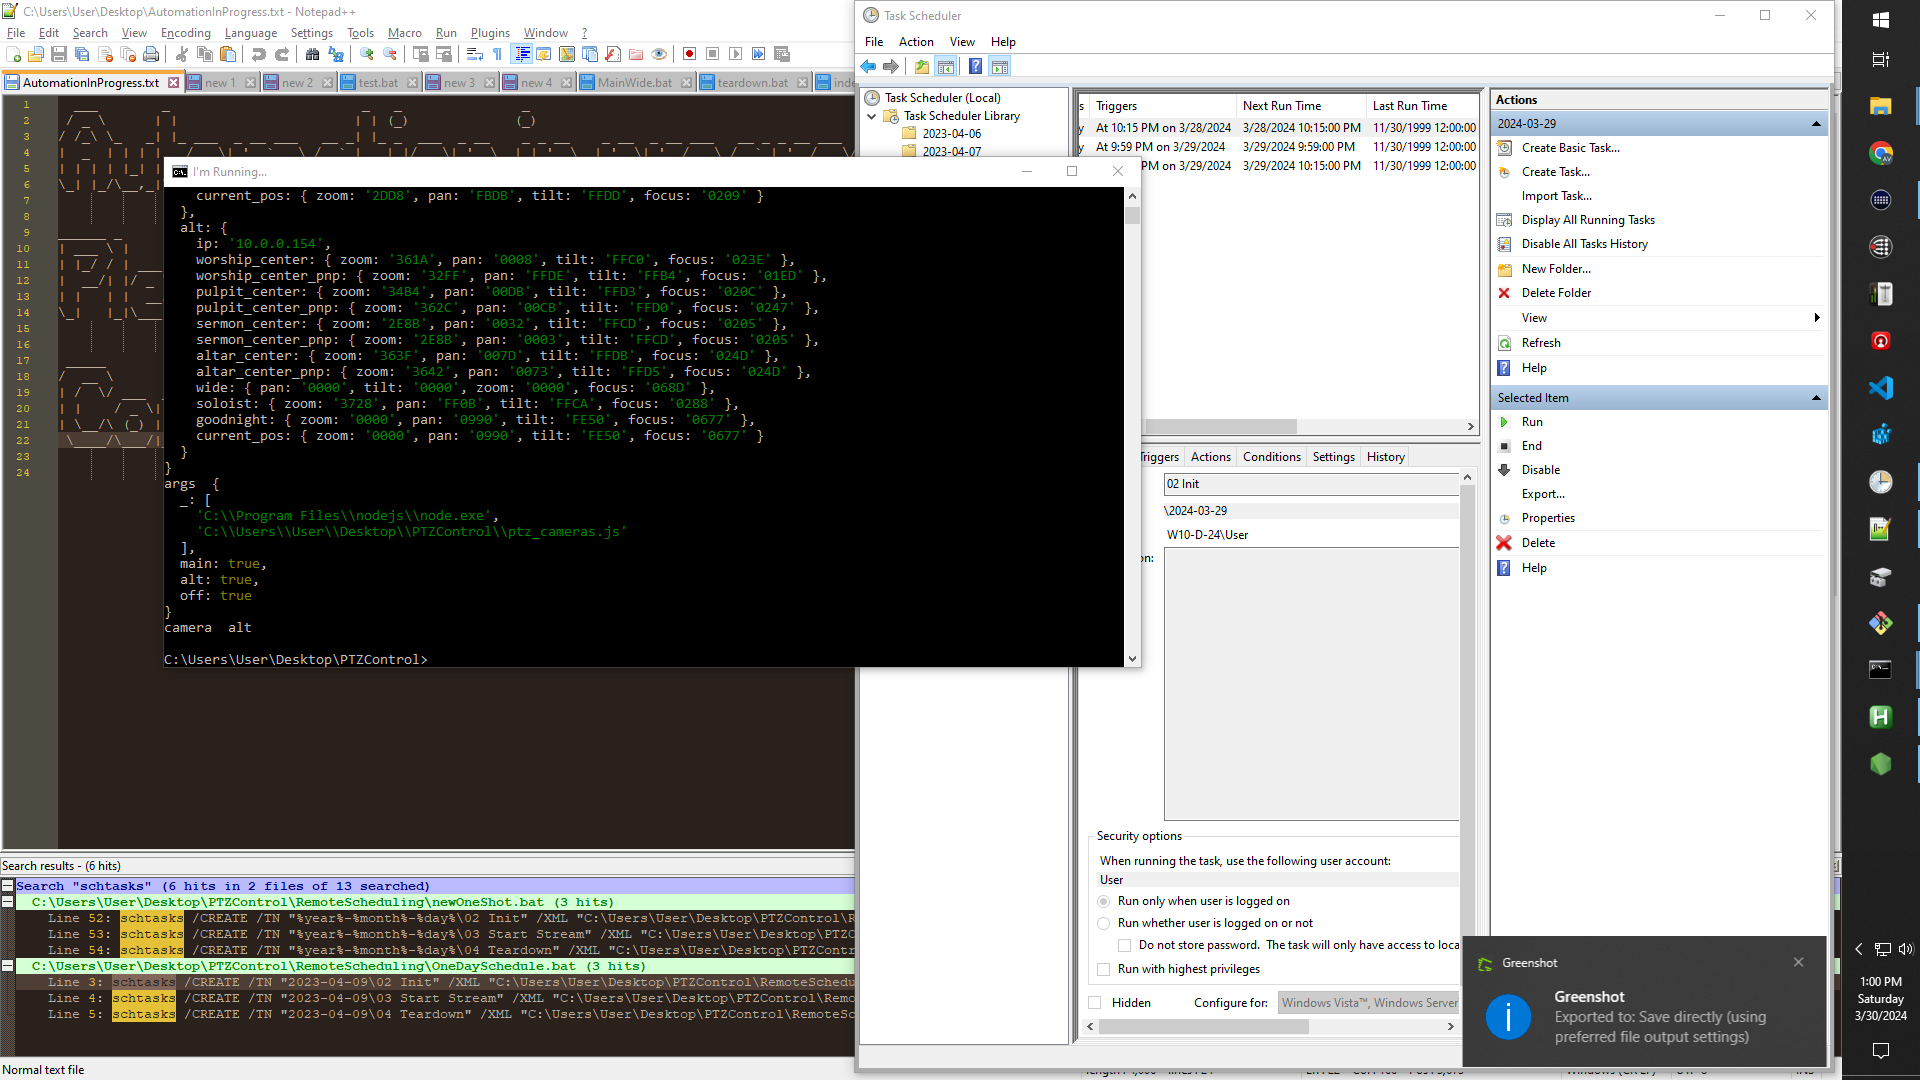 C:\Users\User\Desktop\AutomationInProgress.txt - Notepad++
File Edit Search View Encoding Language Settings Tools Macro Run Plugins Window ?
AutomationInProgress.txt new 1 new 2 test.bat new 3 new 4 MainWide.bat teardown.bat
1
2
3
4
5
6
7
8
9
10
11
12
13
14
15
16
17
18
19
20
21
22
23
24
I'm Running...
current_pos: { zoom: '2DD8', pan: 'FBDB', tilt: 'FFDD', focus: '0209' }
},
alt: {
ip: '10.0.0.154',
worship_center: { zoom: '361A', pan: '0008', tilt: 'FFC0', focus: '023E' },
worship_center_pnp: { zoom: '32FF', pan: 'FFDE', tilt: 'FFB4', focus: '01ED' },
pulpit_center: { zoom: '34B4', pan: '00DB', tilt: 'FFD3', focus: '020C' },
pulpit_center_pnp: { zoom: '362C', pan: '00CB', tilt: 'FFD0', focus: '0247' },
sermon_center: { zoom: '2E8B', pan: '0032', tilt: 'FFCD', focus: '0205' },
sermon_center_pnp: { zoom: '2E8B', pan: '0003', tilt: 'FFCD', focus: '0205' },
altar_center: { zoom: '363F', pan: '007D', tilt: 'FFDB', focus: '024D' },
altar_center_pnp: { zoom: '3642', pan: '0073', tilt: 'FFD5', focus: '024D' },
wide: { pan: '0000', tilt: '0000', zoom: '0000', focus: '068D' },
soloist: { zoom: '3728', pan: 'FF0B', tilt: 'FFCA', focus: '0288' },
goodnight: { zoom: '0000', pan: '0990', tilt: 'FE50', focus: '0677' },
current_pos: { zoom: '0000', pan: '0990', tilt: 'FE50', focus: '0677' }
}
}
args {
_: [
'C:\\Program Files\\nodejs\\node.exe',
'C:\\Users\\User\\Desktop\\PTZControl\\ptz_cameras.js'
],
main: true,
alt: true,
off: true
}
camera alt
C:\Users\User\Desktop\PTZControl>
Search results - (6 hits)
Search "schtasks" (6 hits in 2 files of 13 searched)
C:\Users\User\Desktop\PTZControl\RemoteScheduling\newOneShot.bat (3 hits)
Line 52: schtasks /CREATE /TN "%year%-%month%-%day%\02 Init" /XML "C:\Users\User\Desktop\PTZControl\R
Line 53: schtasks /CREATE /TN "%year%-%month%-%day%\03 Start Stream" /XML "C:\Users\User\Desktop\PTZC
Line 54: schtasks /CREATE /TN "%year%-%month%-%day%\04 Teardown" /XML "C:\Users\User\Desktop\PTZContr
C:\Users\User\Desktop\PTZControl\RemoteScheduling\OneDaySchedule.bat (3 hits)
Line 3: schtasks /CREATE /TN "2023-04-09\02 Init" /XML "C:\Users\User\Desktop\PTZControl\RemoteSchedu
Line 4: schtasks /CREATE /TN "2023-04-09\03 Start Stream" /XML "C:\Users\User\Desktop\PTZControl\Remo
Line 5: schtasks /CREATE /TN "2023-04-09\04 Teardown" /XML "C:\Users\User\Desktop\PTZControl\RemoteSc
Normal text file
Task Scheduler
File Action View Help
Task Scheduler (Local)
Task Scheduler Library
2023-04-06
2023-04-07
s Triggers Next Run Time Last Run Time
y At 10:15 PM on 3/28/2024 3/28/2024 10:15:00 PM 11/30/1999 12:00:00
y At 9:59 PM on 3/29/2024 3/29/2024 9:59:00 PM 11/30/1999 12:00:00
PM on 3/29/2024 3/29/2024 10:15:00 PM 11/30/1999 12:00:00
Triggers Actions Conditions Settings History
02 Init
\2024-03-29
W10-D-24\User
on:
Security options
When running the task, use the following user account:
User
Run only when user is logged on
Run whether user is logged on or not
Do not store password. The task will only have access to loca
Run with highest privileges
Hidden Configure for: Windows Vista™, Windows Server
Actions
2024-03-29
Create Basic Task...
Create Task...
Import Task...
Display All Running Tasks
Disable All Tasks History
New Folder...
Delete Folder
View
Refresh
Help
Selected Item
Run
End
Disable
Export...
Properties
Delete
Help
Greenshot
Greenshot
Exported to: Save directly (using
preferred file output settings)
1:00 PM
Saturday
3/30/2024